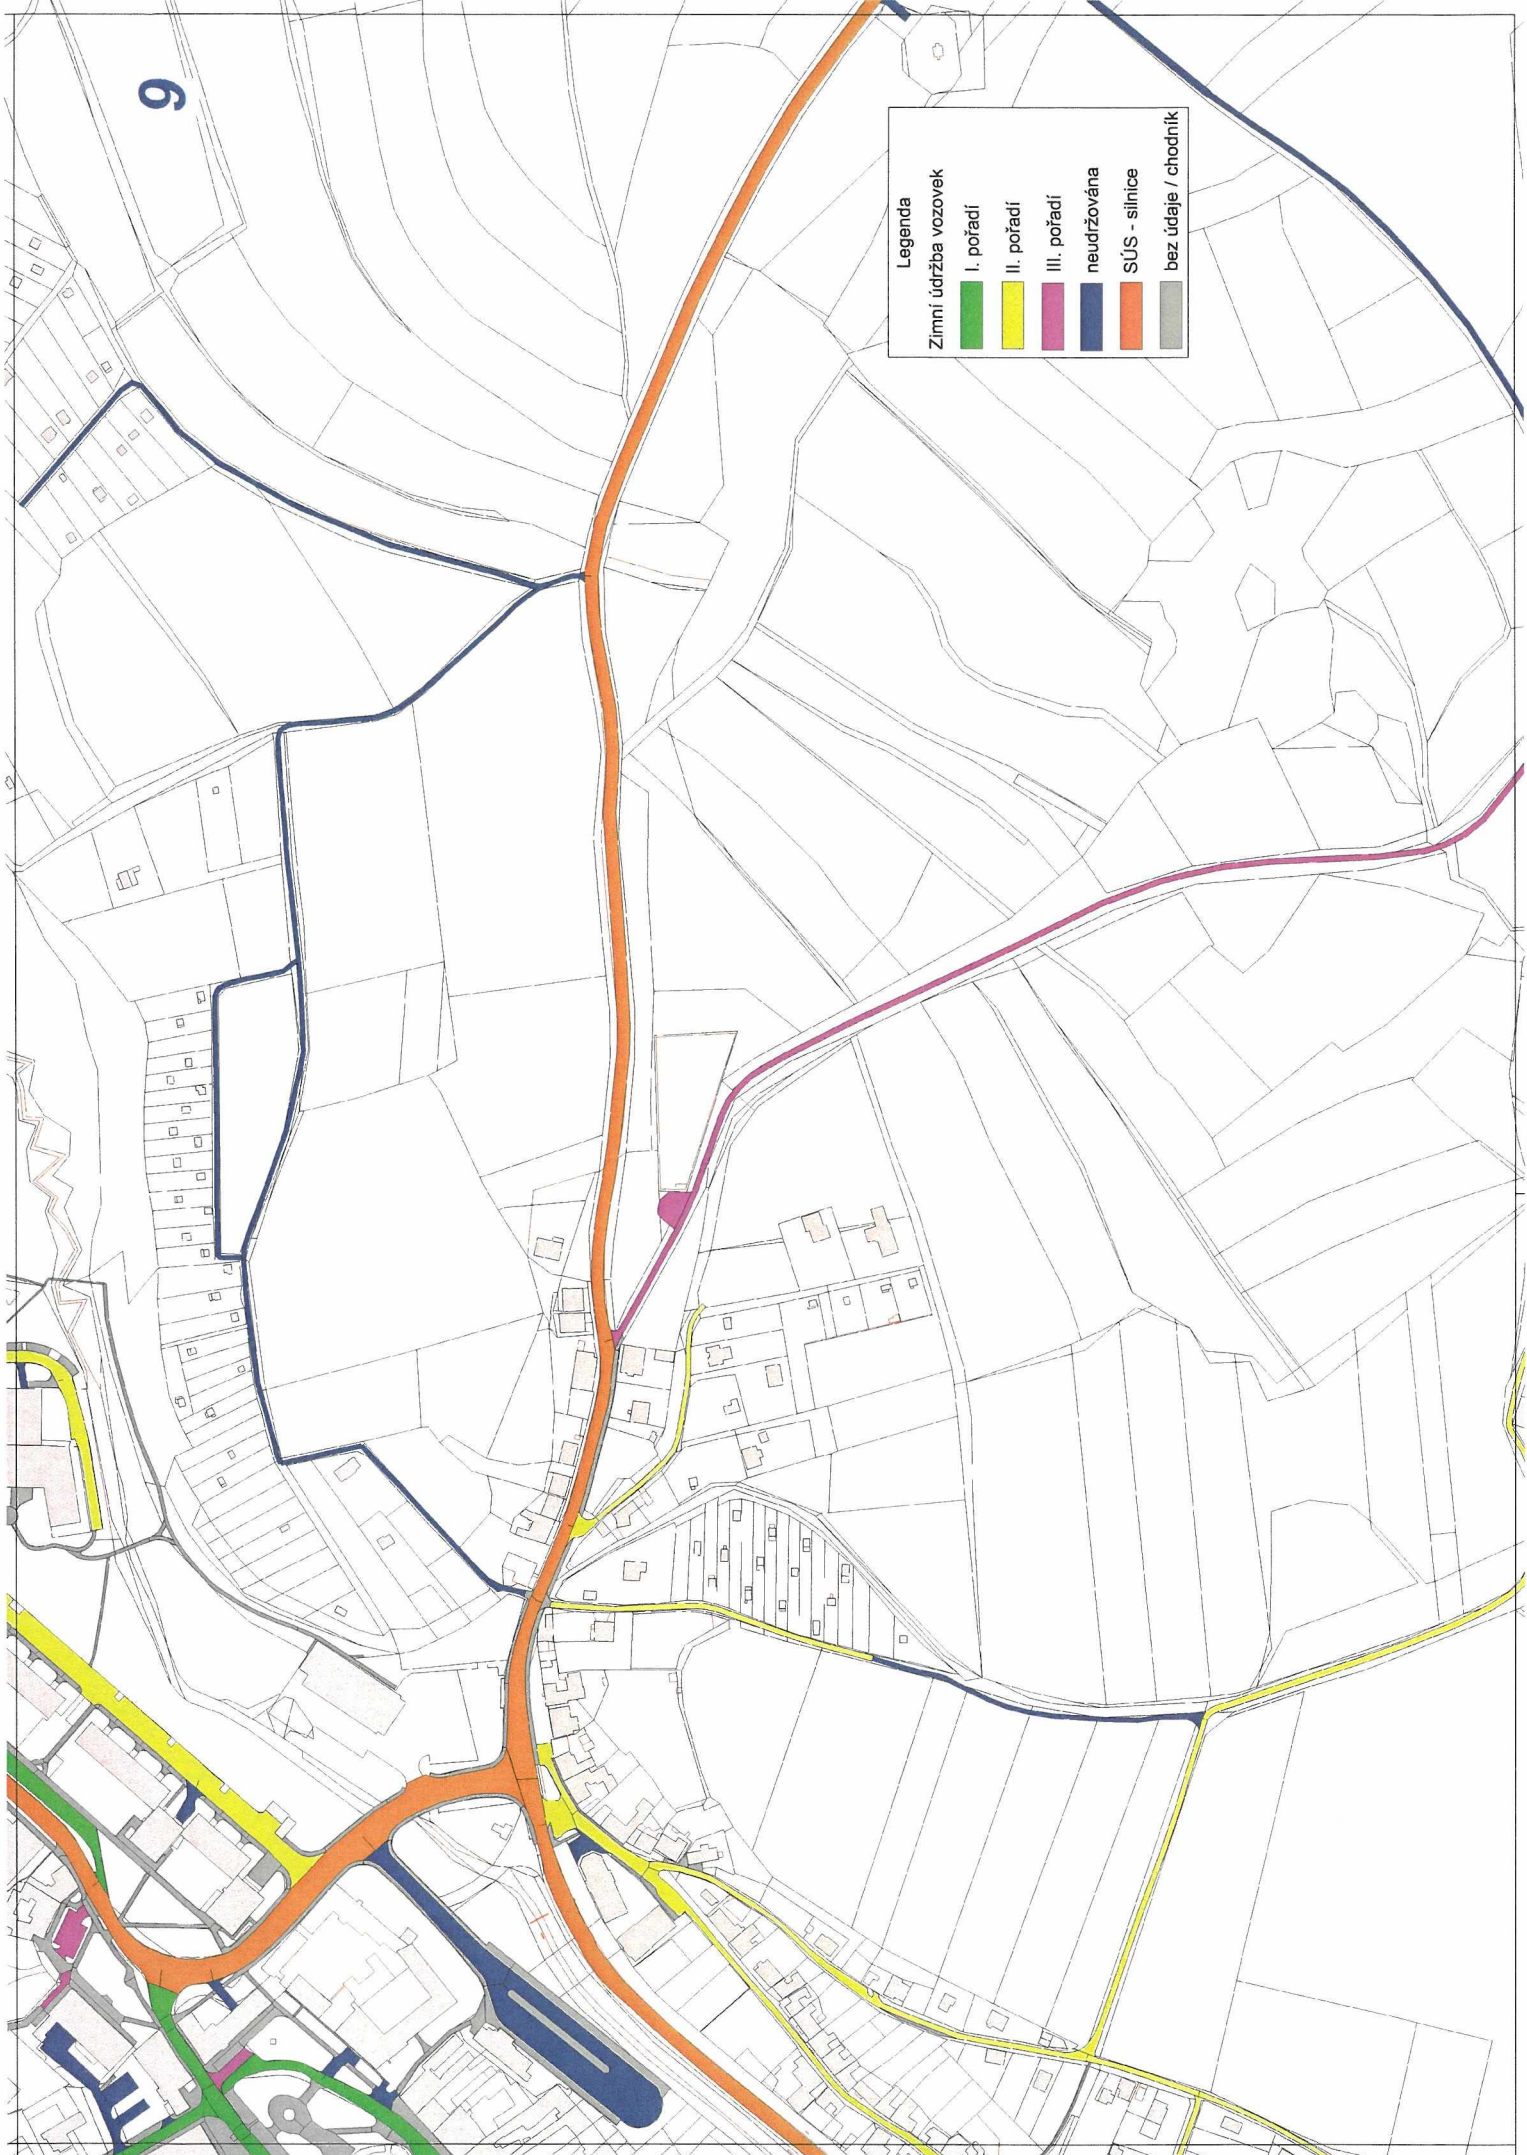 9
Legenda
Zimní údržba vozovek
I. pořadí
II. pořadí
III. pořadí
neudržována
SÚS - silnice
bez údaje / chodník